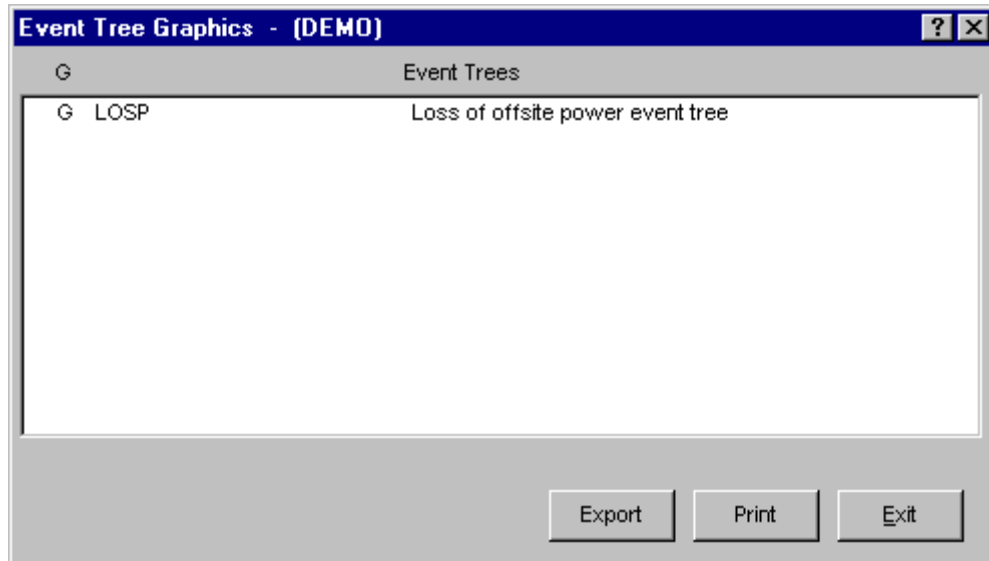 Event Tree Graphics - (DEMO)
G Event Trees
G LOSP Loss of offsite power event tree
Export Print Exit